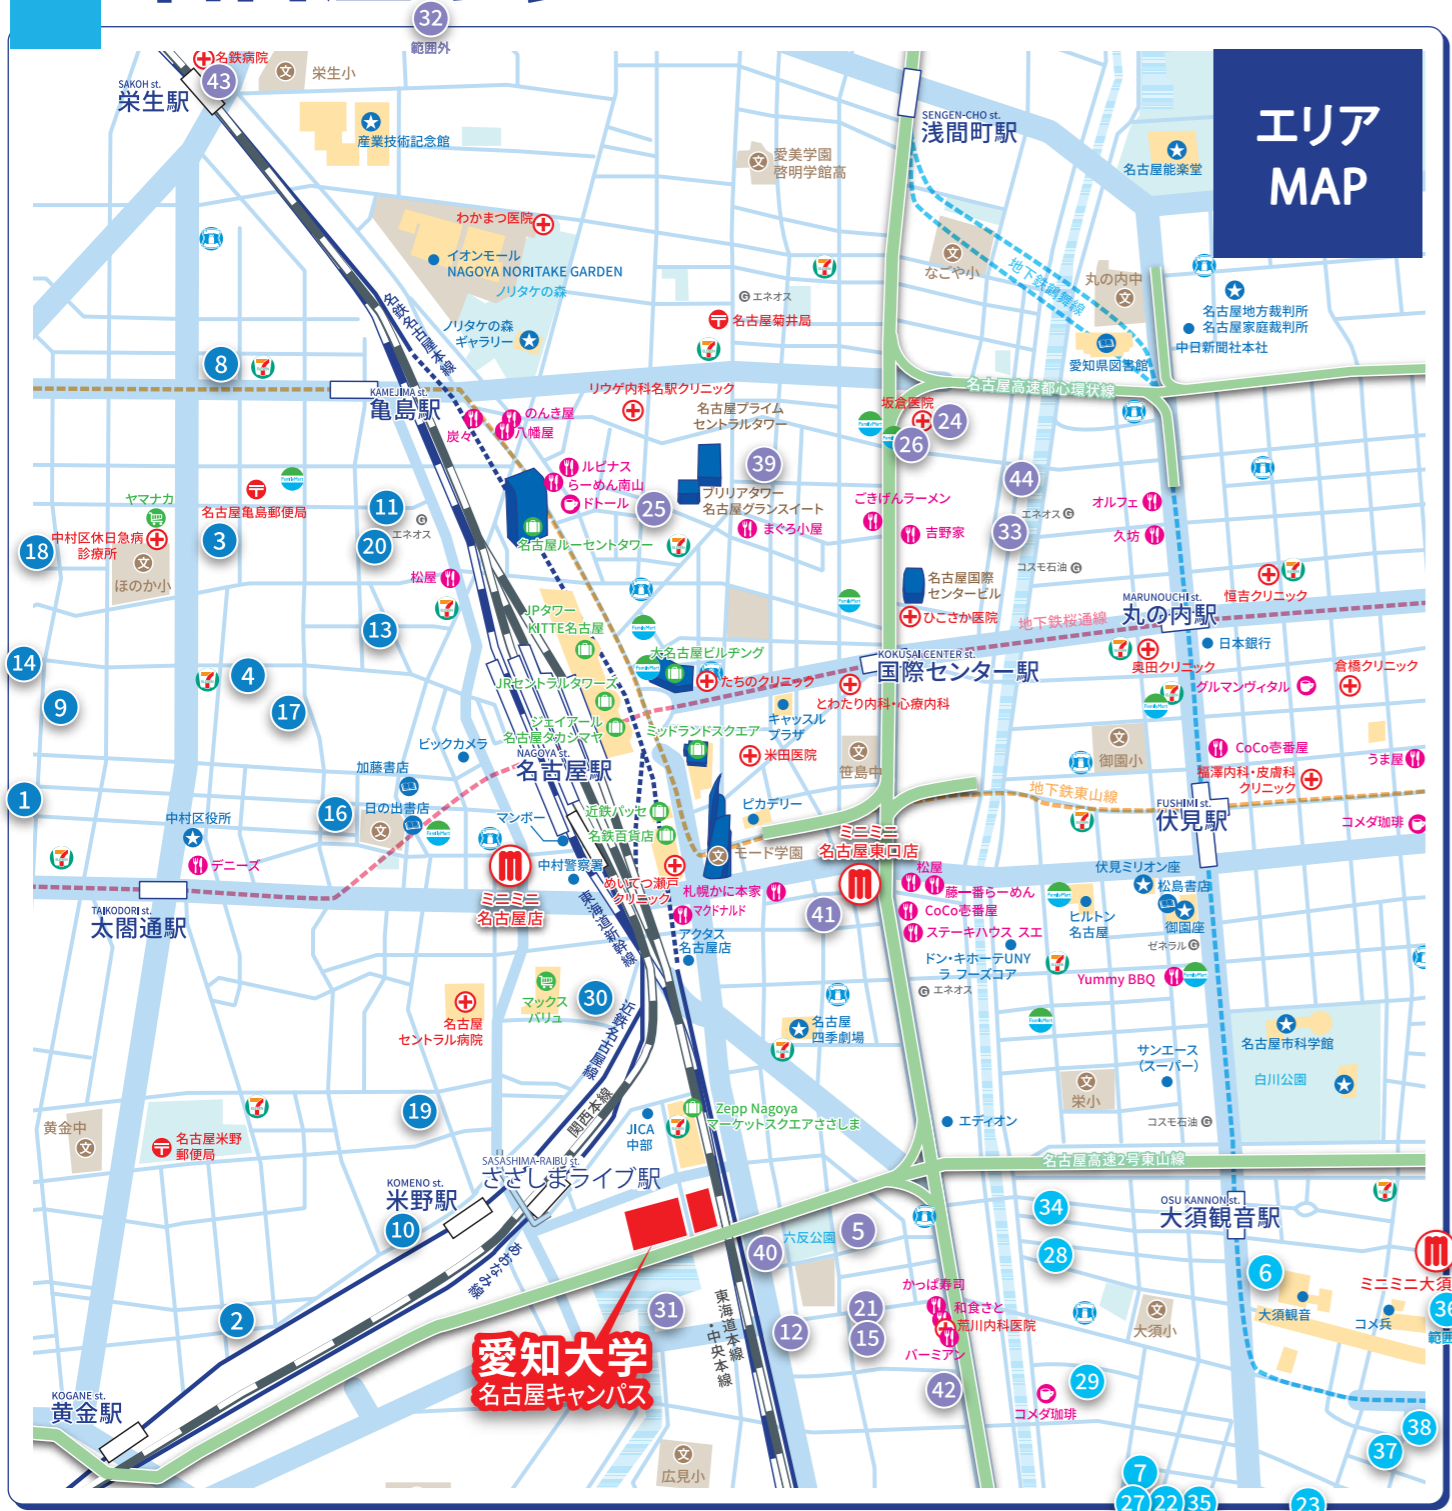 32
範囲外
エリア
MAP
名鉄病院
43
栄生小
SAKOH st.
栄生駅
産業技術記念館
SENGEN-CHO st.
浅間町駅
愛美学園
啓明学館高
名古屋能楽堂
わかまつ医院
イオンモール
NAGOYA NORITAKE GARDEN
ノリタケの森
なごや小
地下鉄鶴舞線
丸の内中
名鉄名古屋本線
エネオス
名古屋菊井局
ノリタケの森
ギャラリー
名古屋地方裁判所
名古屋家庭裁判所
中日新聞社本社
愛知県図書館
8
KAMEJIMA st.
亀島駅
リウゲ内科名駅クリニック
名古屋高速都心環状線
のんき屋
炭々
八幡屋
名古屋プライム
セントラルタワー
坂倉医院
24
26
39
44
ルピナス
らーめん南山
ドトール
25
ブリリアタワー
名古屋グランスイート
まぐろ小屋
ごきげんラーメン
吉野家
33
エネオス
オルフェ
久坊
ヤマナカ
名古屋亀島郵便局
11
エネオス
中村区休日急病
診療所
18
3
20
ほのか小
名古屋ルーセントタワー
松屋
コスモ石油
名古屋国際
センタービル
恒吉クリニック
JPタワー
KITTE名古屋
13
ひこさか医院
地下鉄桜通線
MARUNOUCHI st.
丸の内駅
日本銀行
14
4
大名古屋ビルヂング
KOKUSAI CENTER st.
国際センター駅
奥田クリニック
倉橋クリニック
JRセントラルタワーズ
たちのクリニック
とわたり内科・心療内科
グルマンヴィタル
9
17
ジェイアール
名古屋タカシマヤ
キャッスル
プラザ
ミッドランドスクエア
ビックカメラ
NAGOYA st.
名古屋駅
米田医院
笹島中
御園小
CoCo壱番屋
うま屋
加藤書店
福澤内科・皮膚科
クリニック
1
16
日の出書店
地下鉄東山線
FUSHIMI st.
伏見駅
中村区役所
マンボー
近鉄パッセ
名鉄百貨店
ピカデリー
コメダ珈琲
ミニミニ
名古屋東口店
モード学園
デニーズ
中村警察署
めいてつ瀬戸
クリニック
札幌かに本家
松屋
藤一番らーめん
伏見ミリオン座
松島書店
ミニミニ
名古屋店
マクドナルド
41
CoCo壱番屋
ステーキハウス スエ
ヒルトン
名古屋
御園座
TAIKODORI st.
太閤通駅
東海道新幹線
アクタス
名古屋店
ゼネラル
ドン・キホーテUNY
ラ フーズコア
エネオス
Yummy BBQ
マックス
バリュ
30
名古屋
セントラル病院
近鉄名古屋線
名古屋
四季劇場
名古屋市科学館
サンエース
(スーパー)
白川公園
栄小
19
関西本線
JICA
中部
Zepp Nagoya
マーケットスクエアささしま
エディオン
コスモ石油
黄金中
名古屋米野
郵便局
名古屋高速2号東山線
SASASHIMA-RAIBU st.
ささしまライブ駅
KOMENO st.
米野駅
10
OSU KANNON st.
大須観音駅
34
六反公園
5
40
28
あおなみ線
6
ミニミニ大須
大須観音
コメ兵
36
範囲
かっぱ寿司
和食さと
荒川内科医院
バーミアン
31
12
21
15
大須小
2
東海道本線
・中央本線
愛知大学
名古屋キャンパス
42
29
コメダ珈琲
KOGANE st.
黄金駅
広見小
38
37
7
27
22
35
23